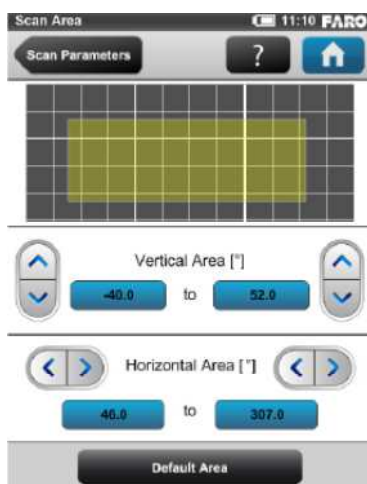 Scan Area 11:10 FARO
Scan Parameters ?
Vertical Area [°]
-40.0 to 52.0
Horizontal Area [°]
46.0 to 307.0
Default Area